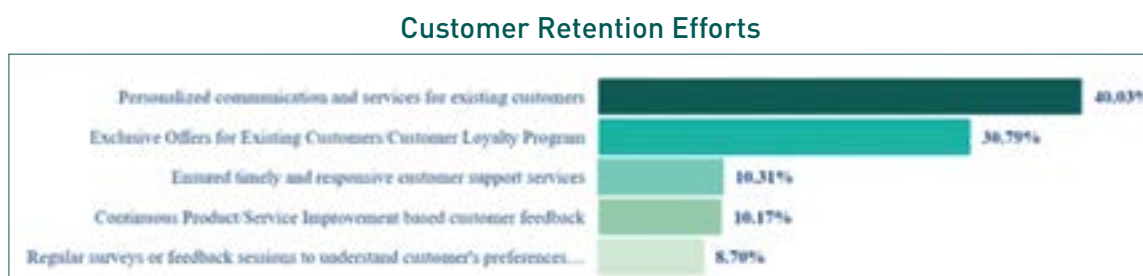 Customer Retention Efforts
Personalized communication and services for existing customers 40.03%
Exclusive Offers for Existing Customers/Customer Loyalty Program 30.79%
Ensured timely and responsive customer support services 10.31%
Continuous Product/Service Improvement based customer feedback 10.17%
Regular surveys or feedback sessions to understand customer's preferences.... 8.70%